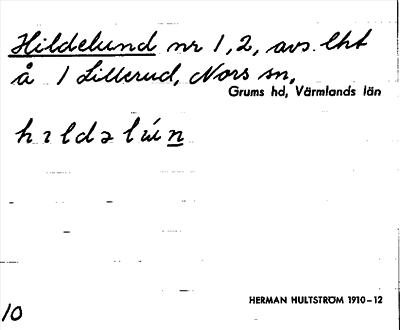 Hildelund nr 1, 2, avs. lht
å 1 Lillerud, Nors sn,
Grums hd, Värmlands län
hıldəlún
HERMAN HULTSTRÖM 1910–12
10